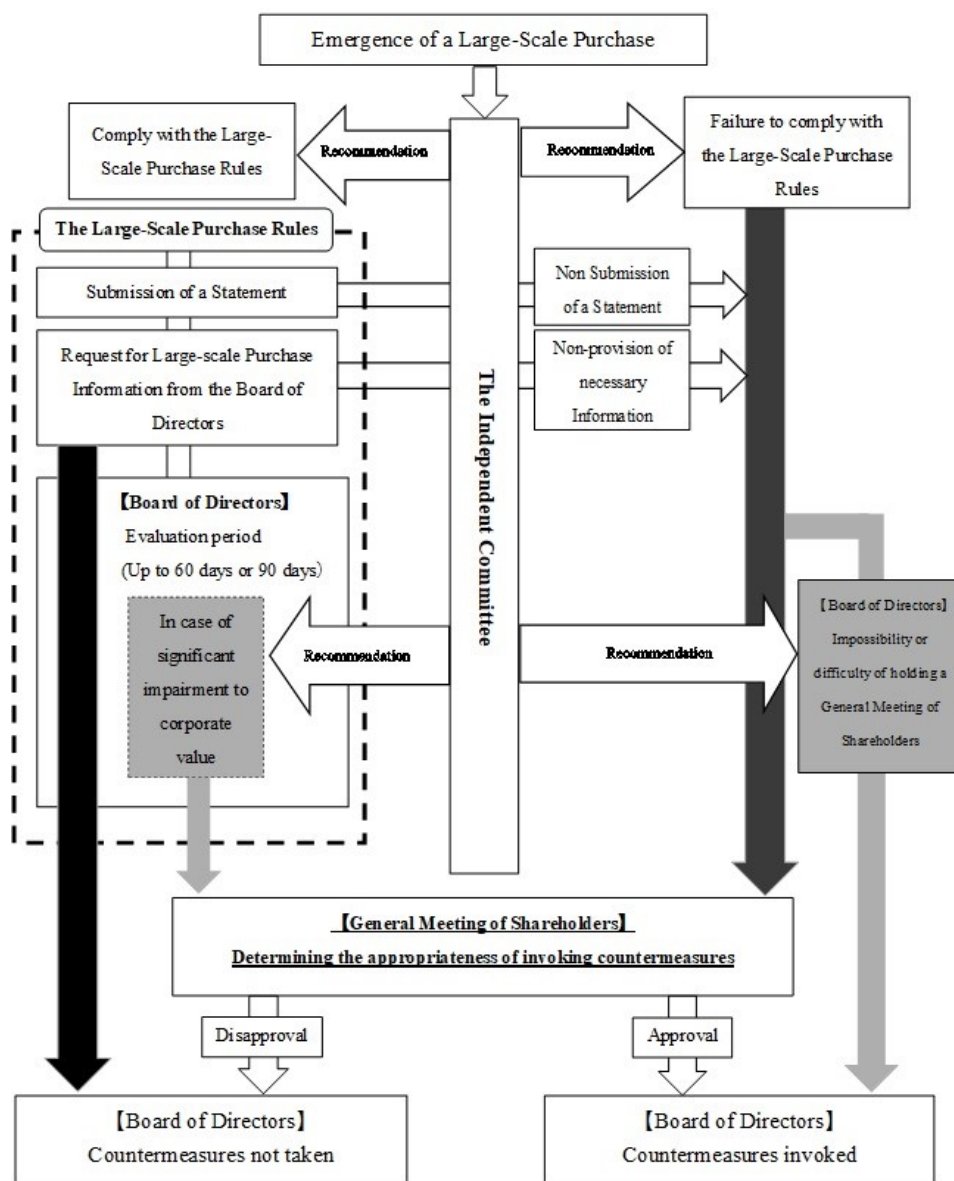 Emergence of a Large-Scale Purchase
Comply with the Large-
Scale Purchase Rules
Recommendation
Recommendation
Failure to comply with
the Large-Scale Purchase
Rules
The Large-Scale Purchase Rules
Submission of a Statement
Non Submission
of a Statement
Request for Large-scale Purchase
Information from the Board of
Directors
Non-provision of
necessary
Information
The Independent Committee
【Board of Directors】
Evaluation period
(Up to 60 days or 90 days)
In case of
significant
impairment to
corporate
value
Recommendation
Recommendation
【Board of Directors】
Impossibility or
difficulty of holding a
General Meeting of
Shareholders
【General Meeting of Shareholders】
Determining the appropriateness of invoking countermeasures
Disapproval
Approval
【Board of Directors】
Countermeasures not taken
【Board of Directors】
Countermeasures invoked